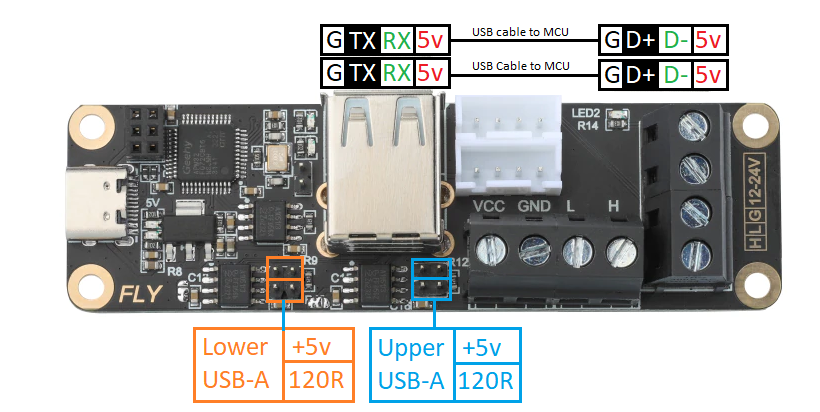 G TX RX 5v USB cable to MCU G D+ D- 5v
G TX RX 5v USB Cable to MCU G D+ D- 5v
LED2
R14
5V
VCC GND L H
HLG 12-24V
R8
C1
R9
R12
FLY
Lower +5v
USB-A 120R
Upper +5v
USB-A 120R